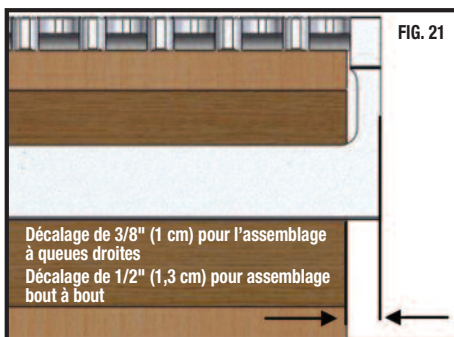 FIG. 21
Décalage de 3/8" (1 cm) pour l'assemblage
à queues droites
Décalage de 1/2" (1,3 cm) pour assemblage
bout à bout